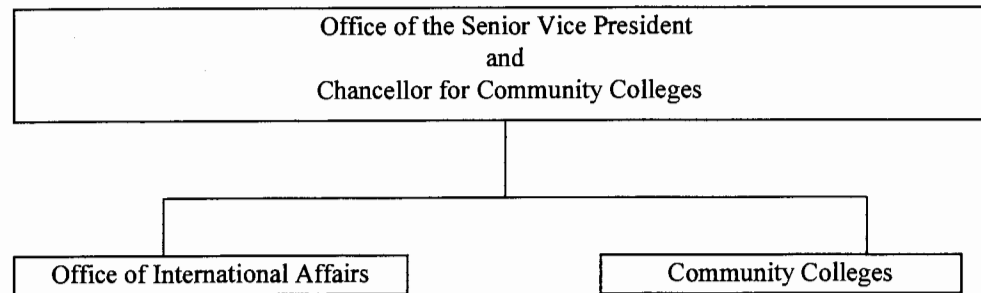 Office of the Senior Vice President
and
Chancellor for Community Colleges
Office of International Affairs
Community Colleges